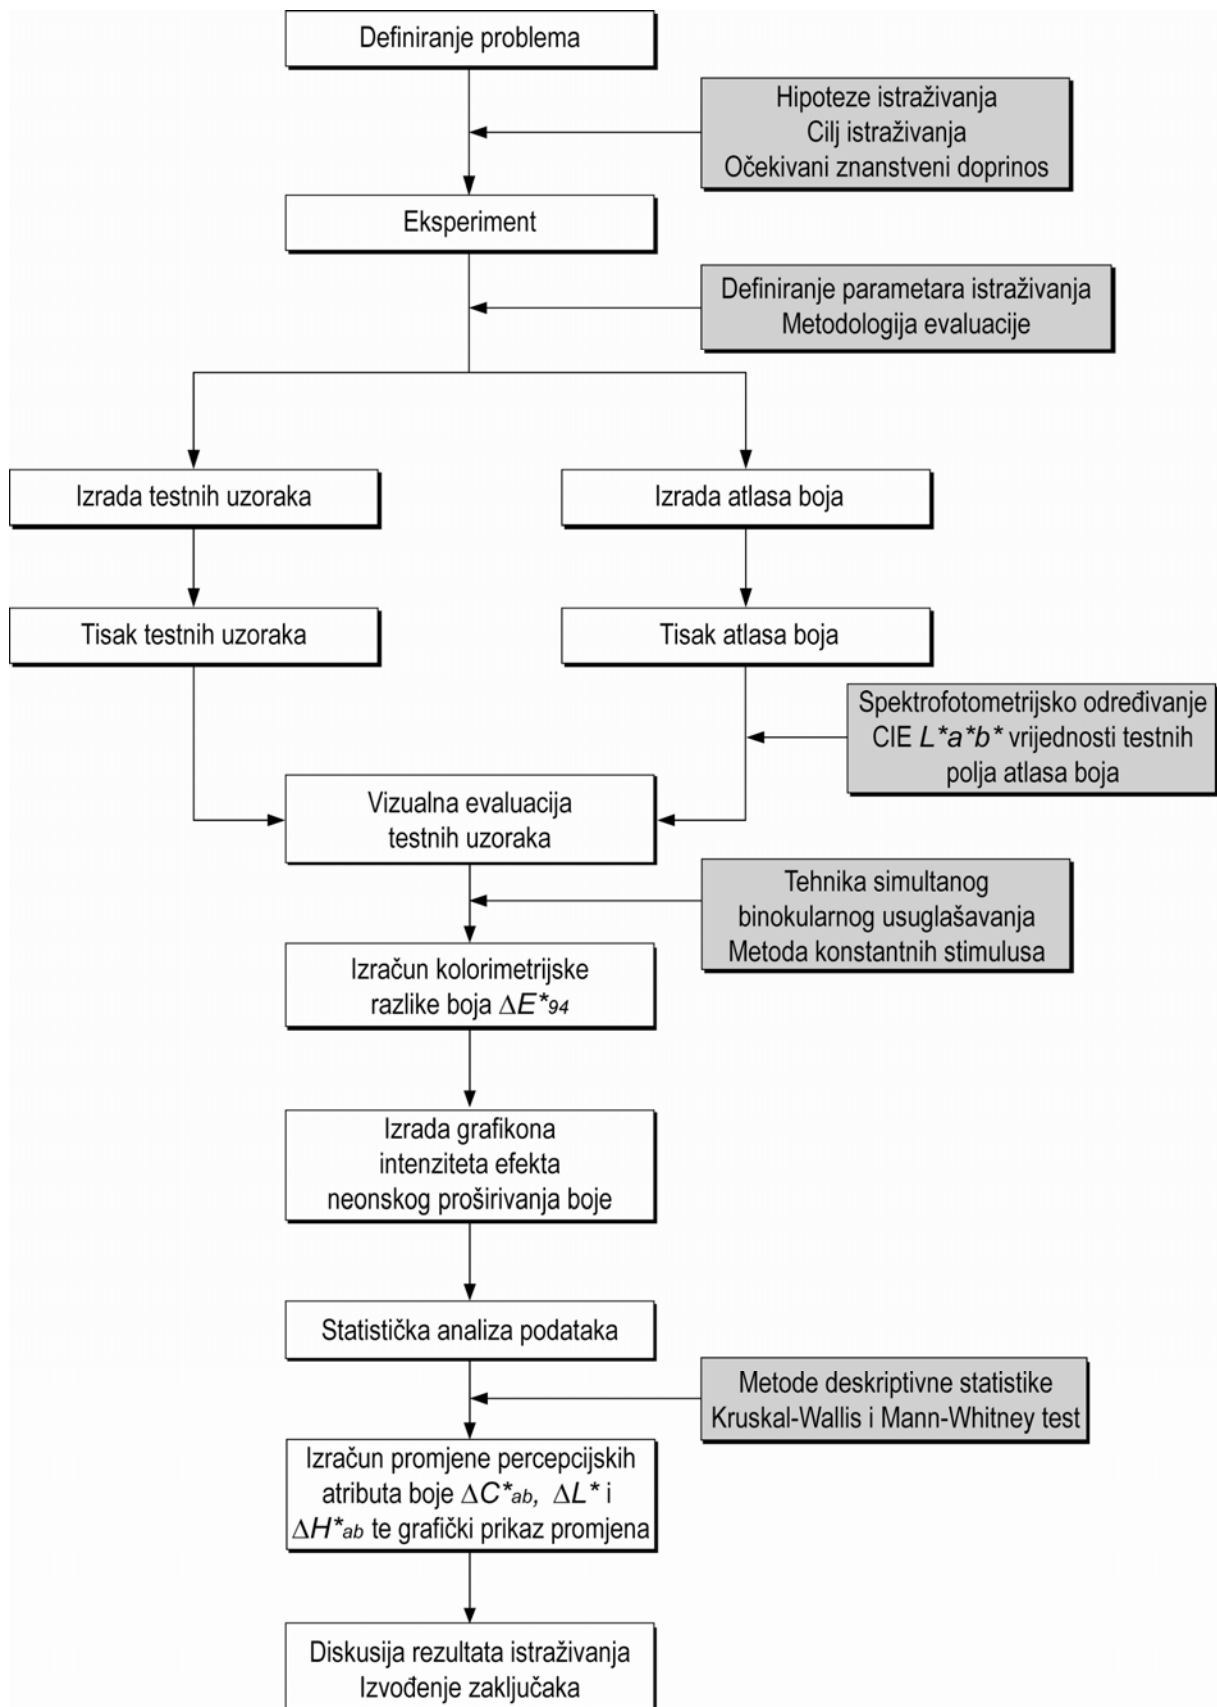 Definiranje problema
Hipoteze istraživanja
Cilj istraživanja
Očekivani znanstveni doprinos
Eksperiment
Definiranje parametara istraživanja
Metodologija evaluacije
Izrada testnih uzoraka
Izrada atlasa boja
Tisak testnih uzoraka
Tisak atlasa boja
Spektrofotometrijsko određivanje
CIE L*a*b* vrijednosti testnih
polja atlasa boja
Vizualna evaluacija
testnih uzoraka
Tehnika simultanog
binokularnog usuglašavanja
Metoda konstantnih stimulusa
Izračun kolorimetrijske
razlike boja ΔE*94
Izrada grafikona
intenziteta efekta
neonskog proširivanja boje
Statistička analiza podataka
Metode deskriptivne statistike
Kruskal-Wallis i Mann-Whitney test
Izračun promjene percepcijskih
atributa boje ΔC*ab, ΔL* i
ΔH*ab te grafički prikaz promjena
Diskusija rezultata istraživanja
Izvođenje zaključaka